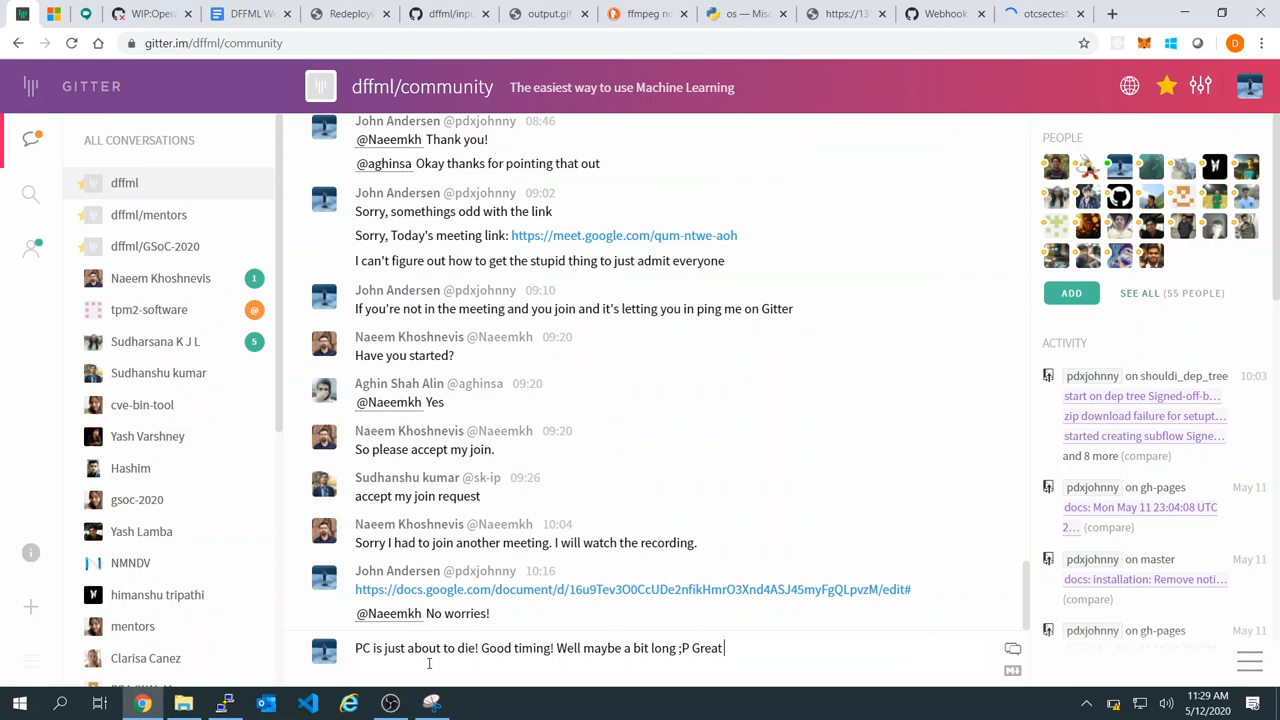 PR:Opera
DFFML We
Redeployi
dffml/com
output.gif
ffmpeg no
os — Misc
https://13
Webhook
otcsectest
gitter.im/dffml/community
D
GITTER
dffml/community
The easiest way to use Machine Learning
ALL CONVERSATIONS
dffml
dffml/mentors
dffml/GSoC-2020
Naeem Khoshnevis 1
tpm2-software @
Sudharsana K J L 5
Sudhanshu kumar
cve-bin-tool
Yash Varshney
Hashim
gsoc-2020
Yash Lamba
NMNDV
himanshu tripathi
mentors
Clarisa Canez
John Andersen @pdxjohnny 08:46
@Naeemkh Thank you!
@aghinsa Okay thanks for pointing that out
John Andersen @pdxjohnny 09:02
Sorry, somethings odd with the link
Sorry, Today's meeting link: https://meet.google.com/qum-ntwe-aoh
I can't figure out how to get the stupid thing to just admit everyone
John Andersen @pdxjohnny 09:10
If you're not in the meeting and you join and it's letting you in ping me on Gitter
Naeem Khoshnevis @Naeemkh 09:20
Have you started?
Aghin Shah Alin @aghinsa 09:20
@Naeemkh Yes
Naeem Khoshnevis @Naeemkh 09:20
So please accept my join.
Sudhanshu kumar @sk-ip 09:26
accept my join request
Naeem Khoshnevis @Naeemkh 10:04
Sorry I had to join another meeting. I will watch the recording.
John Andersen @pdxjohnny 10:16
https://docs.google.com/document/d/16u9Tev3O0CcUDe2nfikHmrO3Xnd4ASJ45myFgQLpvzM/edit#
@Naeemkh No worries!
PC is just about to die! Good timing! Well maybe a bit long ;P Great
PEOPLE
ADD
SEE ALL (55 PEOPLE)
ACTIVITY
pdxjohnny on shouldi_dep_tree 10:03
start on dep tree Signed-off-b…
zip download failure for setupt…
started creating subflow Signe…
and 8 more (compare)
pdxjohnny on gh-pages May 11
docs: Mon May 11 23:04:08 UTC
2… (compare)
pdxjohnny on master May 11
docs: installation: Remove noti…
(compare)
pdxjohnny on gh-pages May 11
11:29 AM
5/12/2020